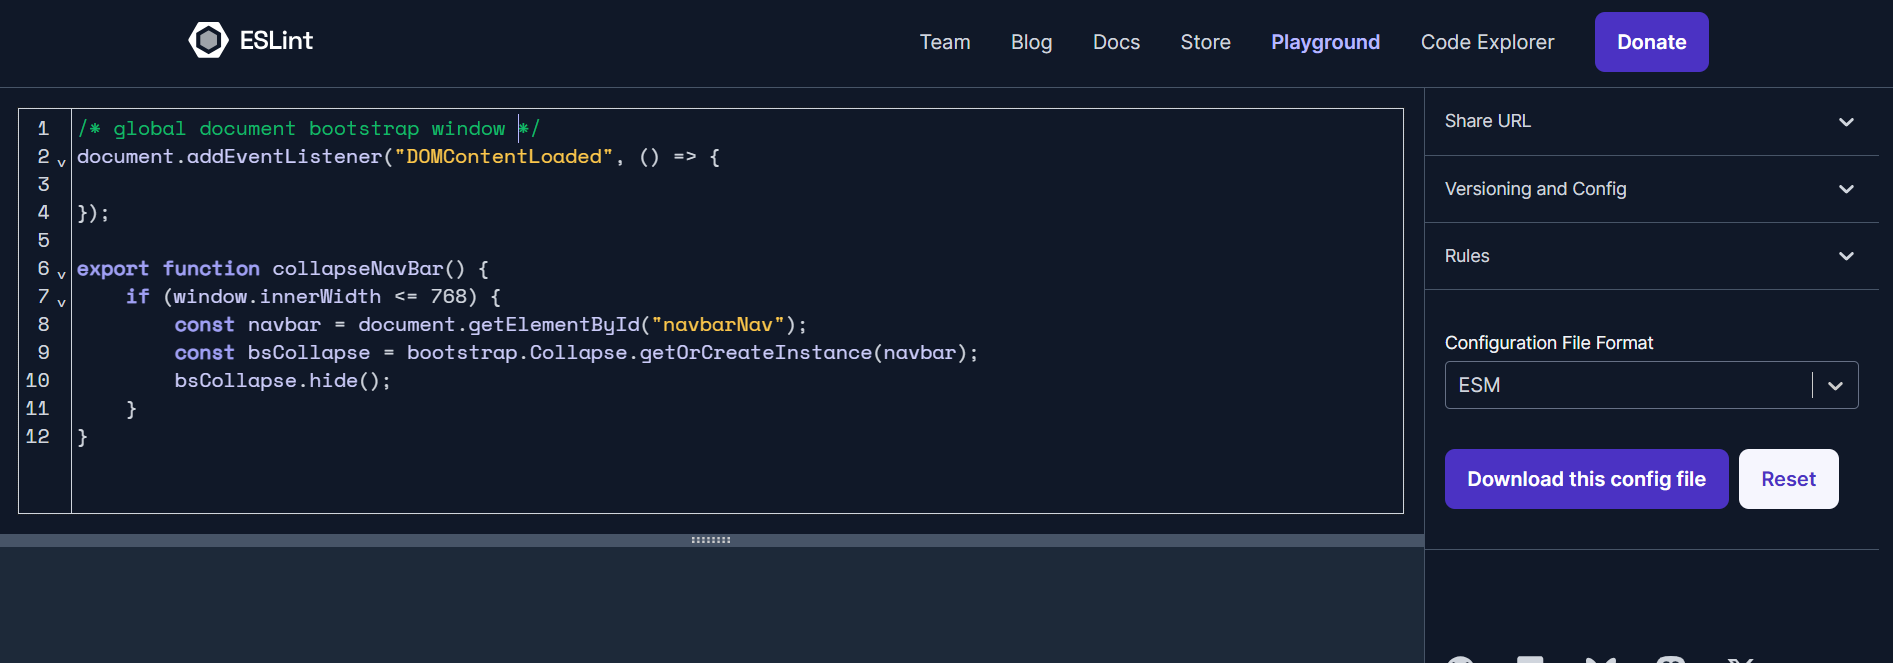 ESLint
Team Blog Docs Store Playground Code Explorer Donate
1 /* global document bootstrap window */
2 document.addEventListener("DOMContentLoaded", () => {
3
4 });
5
6 export function collapseNavBar() {
7     if (window.innerWidth <= 768) {
8         const navbar = document.getElementById("navbarNav");
9         const bsCollapse = bootstrap.Collapse.getOrCreateInstance(navbar);
10         bsCollapse.hide();
11     }
12 }
Share URL
Versioning and Config
Rules
Configuration File Format
ESM
Download this config file
Reset